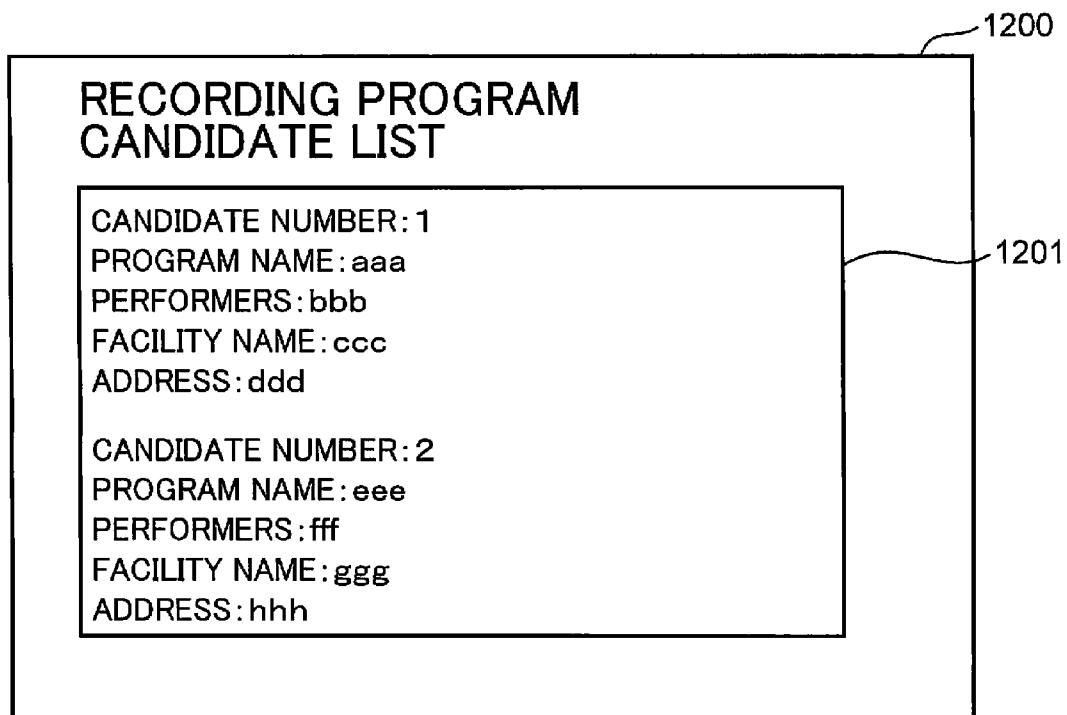 1200
RECORDING PROGRAM
CANDIDATE LIST
CANDIDATE NUMBER:1
PROGRAM NAME:aaa
1201
PERFORMERS:bbb
FACILITY NAME:ccc
ADDRESS:ddd
CANDIDATE NUMBER:2
PROGRAM NAME:eee
PERFORMERS:fff
FACILITY NAME:ggg
ADDRESS:hhh